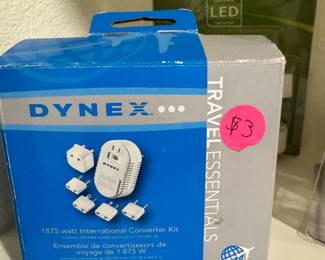 LED
DYNEX
TRAVEL ESSENTIALS
$3
1875 watt International Converter Kit
Ensemble de convertisseurs de
voyage de 1 875 W